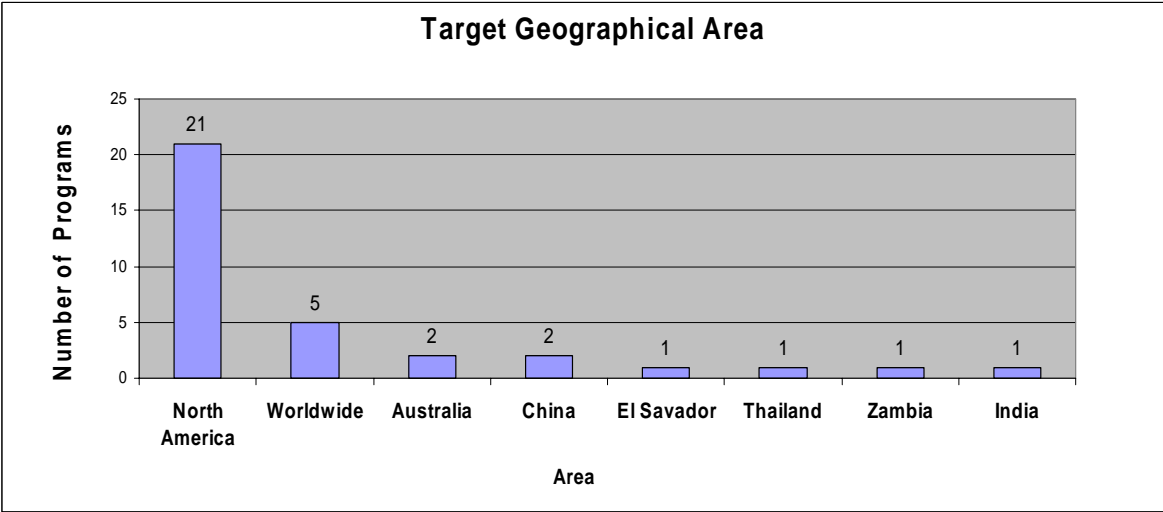 Target Geographical Area
Number of Programs
25
20
15
10
5
0
21
5
2
2
1
1
1
1
North America
Worldwide
Australia
China
El Savador
Thailand
Zambia
India
Area